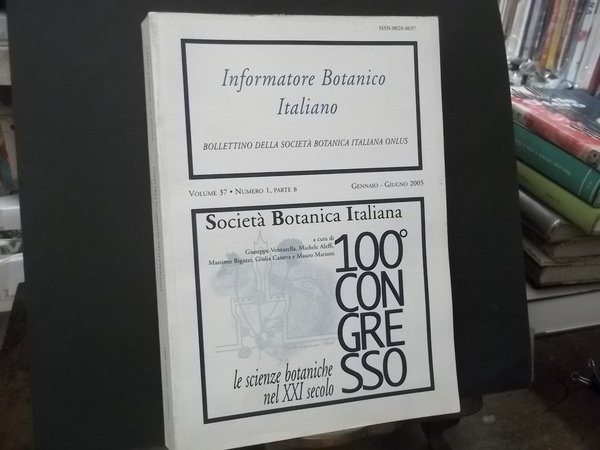 ISSN-0020-0697
Informatore Botanico
Italiano
BOLLETTINO DELLA SOCIETÀ BOTANICA ITALIANA ONLUS
VOLUME 37 • NUMERO 1, PARTE B
GENNAIO - GIUGNO 2005
Società Botanica Italiana
a cura di
Giuseppe Venturella, Michele Aleffi,
Massimo Bigazzi, Giulia Caneva e Mauro Mariotti
100°
CON
GRE
SSO
le scienze botaniche
nel XXI secolo